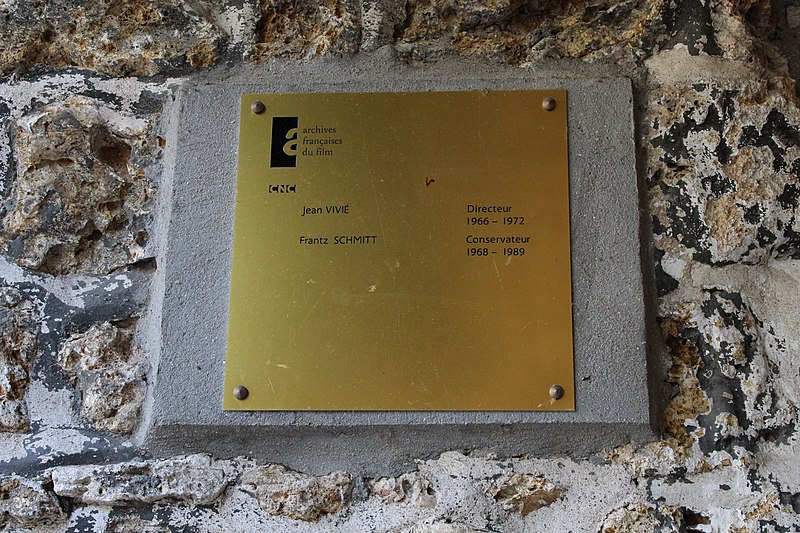 a
archives
françaises
du film
CNC
Jean VIVIÉ Directeur
1966 – 1972
Frantz SCHMITT Conservateur
1968 – 1989